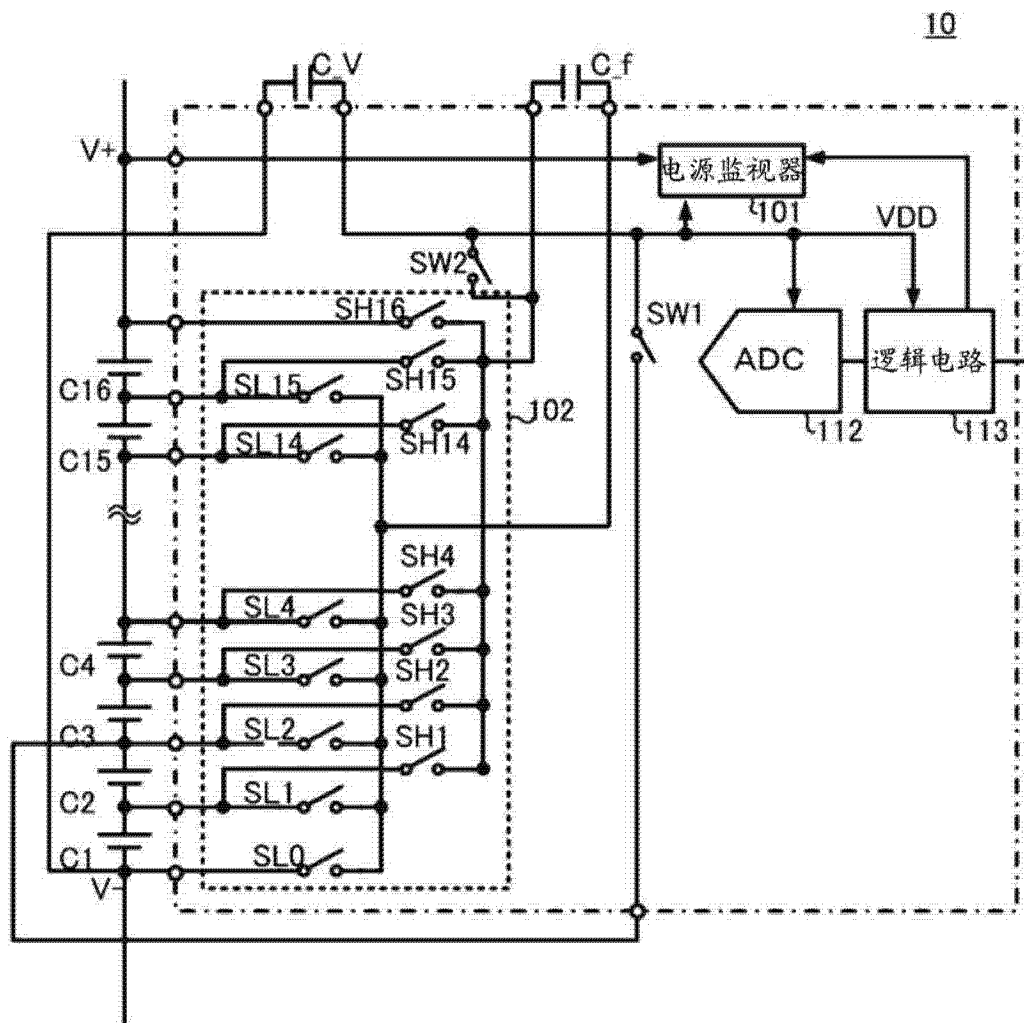 10
C_V
C_f
V+
电源监视器
101
VDD
SW2
SW1
SH16
ADC
逻辑电路
SH15
C16
SL15
102
SH14
112
113
C15
SL14
SH4
SL4
SH3
C4
SL3
SH2
C3
SL2
SH1
C2
SL1
C1
SL0
V-